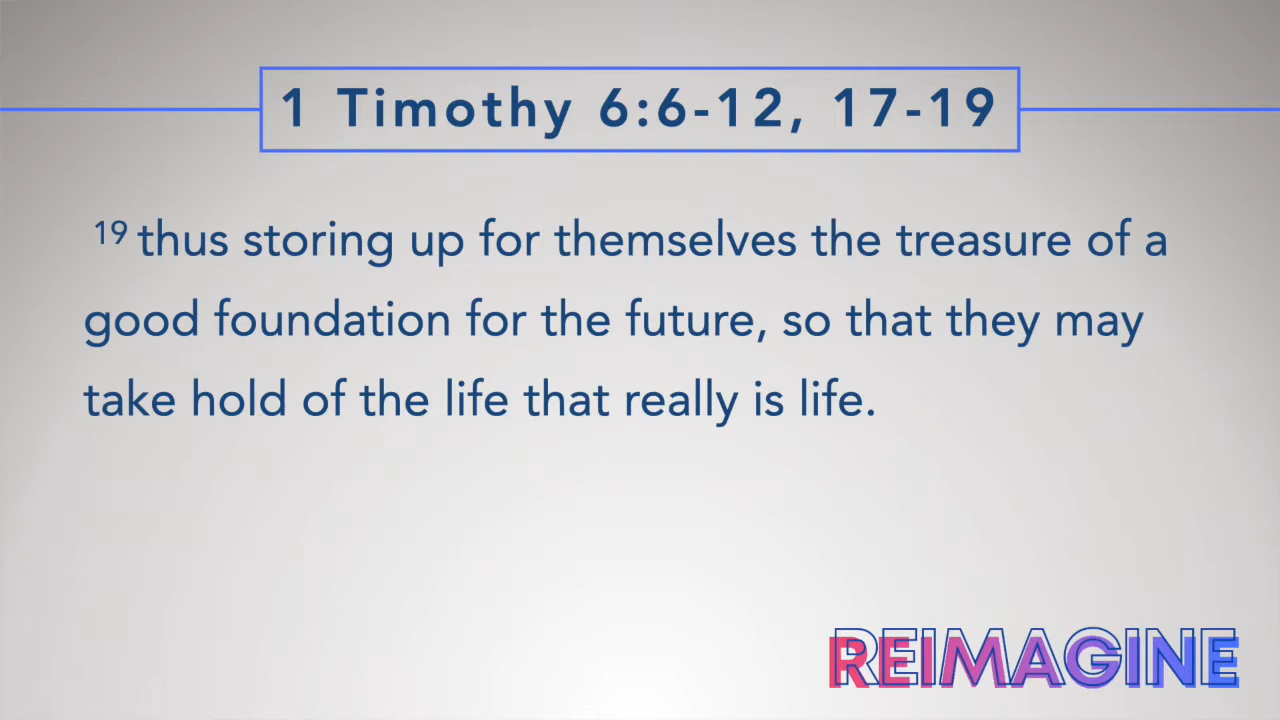 1 Timothy 6:6-12, 17-19
19 thus storing up for themselves the treasure of a
good foundation for the future, so that they may
take hold of the life that really is life.
REIMAGINE